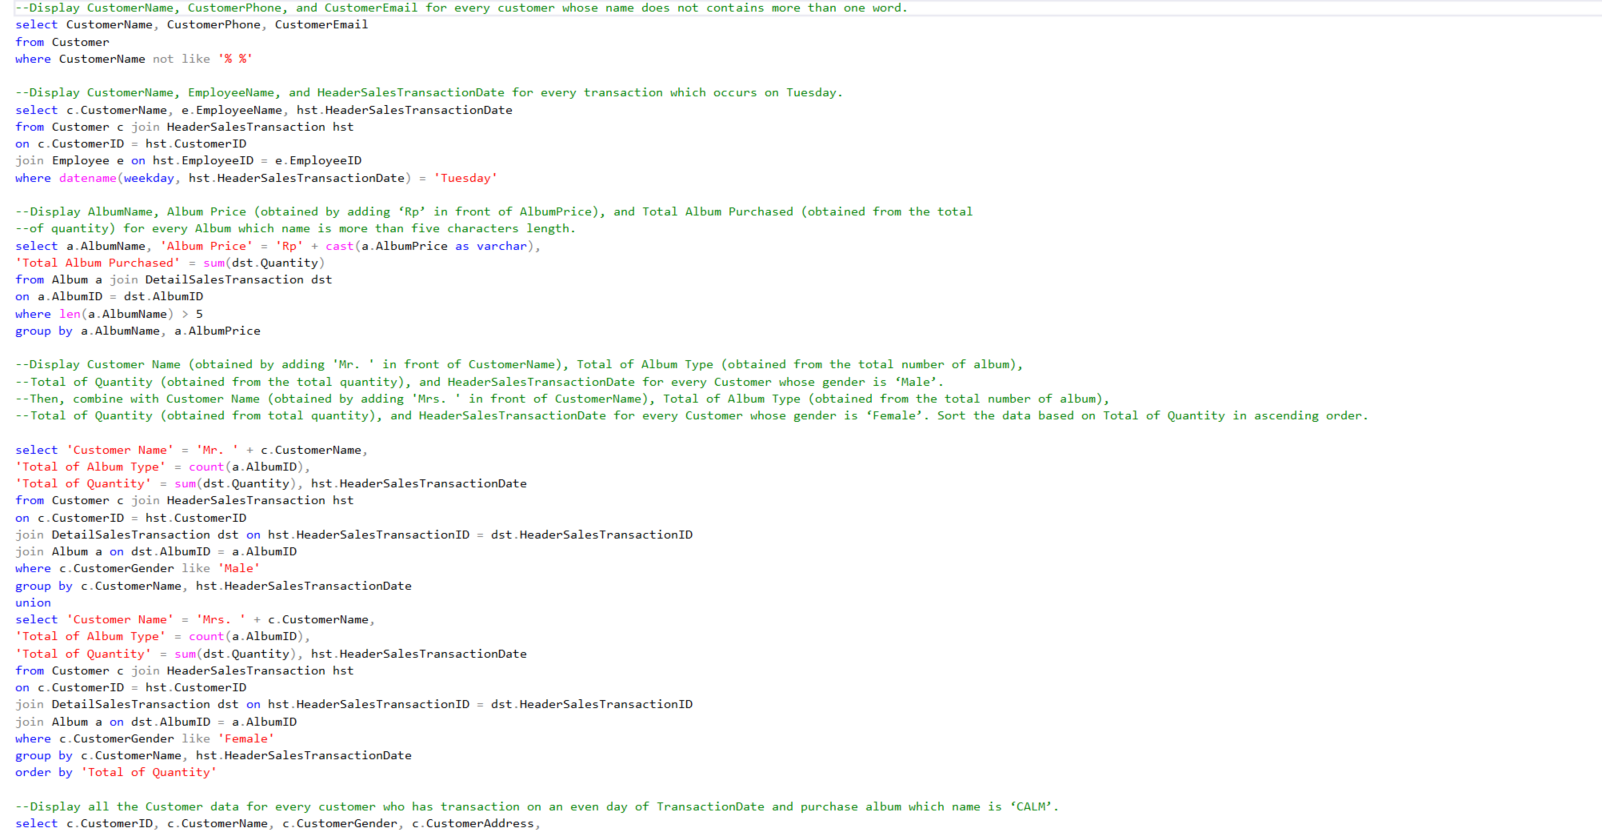 --Display CustomerName, CustomerPhone, and CustomerEmail for every customer whose name does not contains more than one word.
select CustomerName, CustomerPhone, CustomerEmail
from Customer
where CustomerName not like '% %'
--Display CustomerName, EmployeeName, and HeaderSalesTransactionDate for every transaction which occurs on Tuesday.
select c.CustomerName, e.EmployeeName, hst.HeaderSalesTransactionDate
from Customer c join HeaderSalesTransaction hst
on c.CustomerID = hst.CustomerID
join Employee e on hst.EmployeeID = e.EmployeeID
where datename(weekday, hst.HeaderSalesTransactionDate) = 'Tuesday'
--Display AlbumName, Album Price (obtained by adding ‘Rp’ in front of AlbumPrice), and Total Album Purchased (obtained from the total
--of quantity) for every Album which name is more than five characters length.
select a.AlbumName, 'Album Price' = 'Rp' + cast(a.AlbumPrice as varchar),
'Total Album Purchased' = sum(dst.Quantity)
from Album a join DetailSalesTransaction dst
on a.AlbumID = dst.AlbumID
where len(a.AlbumName) > 5
group by a.AlbumName, a.AlbumPrice
--Display Customer Name (obtained by adding 'Mr. ' in front of CustomerName), Total of Album Type (obtained from the total number of album),
--Total of Quantity (obtained from the total quantity), and HeaderSalesTransactionDate for every Customer whose gender is ‘Male’.
--Then, combine with Customer Name (obtained by adding 'Mrs. ' in front of CustomerName), Total of Album Type (obtained from the total number of album),
--Total of Quantity (obtained from total quantity), and HeaderSalesTransactionDate for every Customer whose gender is ‘Female’. Sort the data based on Total of Quantity in ascending order.
select 'Customer Name' = 'Mr. ' + c.CustomerName,
'Total of Album Type' = count(a.AlbumID),
'Total of Quantity' = sum(dst.Quantity), hst.HeaderSalesTransactionDate
from Customer c join HeaderSalesTransaction hst
on c.CustomerID = hst.CustomerID
join DetailSalesTransaction dst on hst.HeaderSalesTransactionID = dst.HeaderSalesTransactionID
join Album a on dst.AlbumID = a.AlbumID
where c.CustomerGender like 'Male'
group by c.CustomerName, hst.HeaderSalesTransactionDate
union
select 'Customer Name' = 'Mrs. ' + c.CustomerName,
'Total of Album Type' = count(a.AlbumID),
'Total of Quantity' = sum(dst.Quantity), hst.HeaderSalesTransactionDate
from Customer c join HeaderSalesTransaction hst
on c.CustomerID = hst.CustomerID
join DetailSalesTransaction dst on hst.HeaderSalesTransactionID = dst.HeaderSalesTransactionID
join Album a on dst.AlbumID = a.AlbumID
where c.CustomerGender like 'Female'
group by c.CustomerName, hst.HeaderSalesTransactionDate
order by 'Total of Quantity'
--Display all the Customer data for every customer who has transaction on an even day of TransactionDate and purchase album which name is ‘CALM’.
select c.CustomerID, c.CustomerName, c.CustomerGender, c.CustomerAddress,